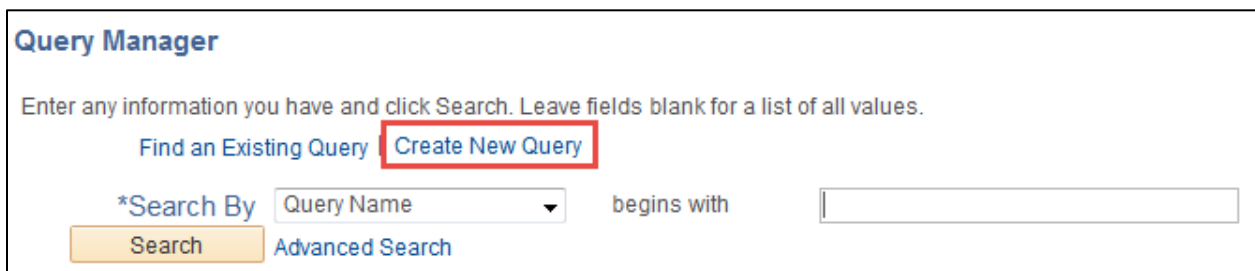 Query Manager
Enter any information you have and click Search. Leave fields blank for a list of all values.
Find an Existing Query | Create New Query
*Search By Query Name begins with
Search Advanced Search